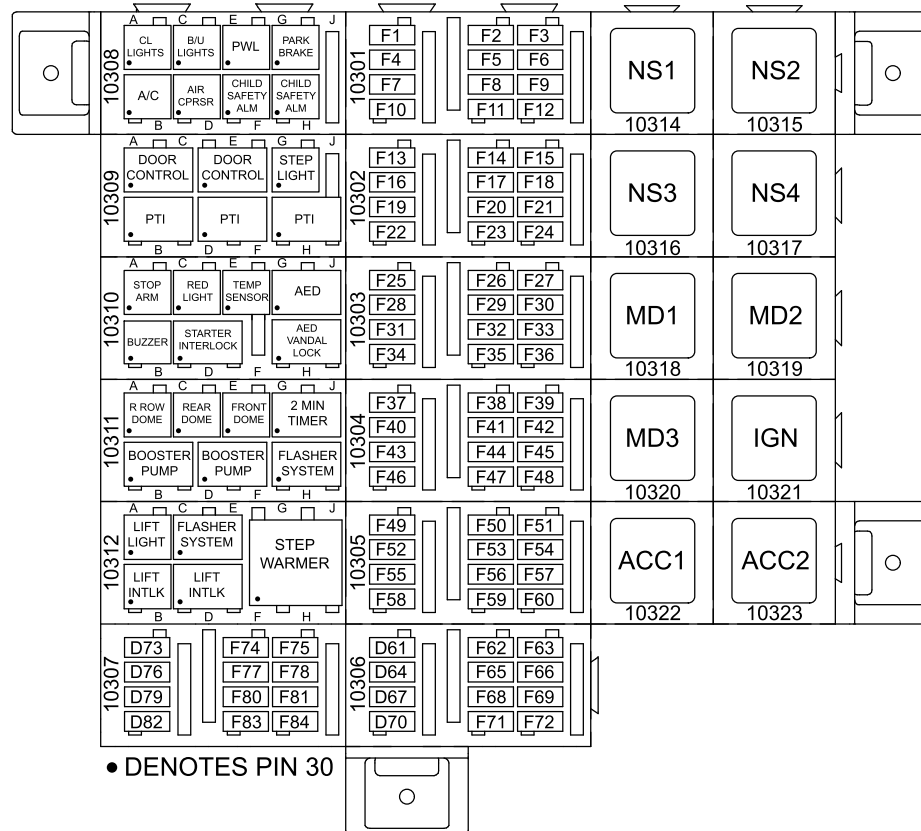 A C E G J
CL LIGHTS B/U LIGHTS PWL PARK BRAKE
10308
A/C AIR CPRSR CHILD SAFETY ALM CHILD SAFETY ALM
B D F H
10301
F1 F2 F3
F4 F5 F6
F7 F8 F9
F10 F11 F12
NS1 NS2
10314 10315
A C E G J
DOOR CONTROL DOOR CONTROL STEP LIGHT
10309
PTI PTI PTI
B D F H
10302
F13 F14 F15
F16 F17 F18
F19 F20 F21
F22 F23 F24
NS3 NS4
10316 10317
A C E G J
STOP ARM RED LIGHT TEMP SENSOR AED
10310
BUZZER STARTER INTERLOCK AED VANDAL LOCK
B D F H
10303
F25 F26 F27
F28 F29 F30
F31 F32 F33
F34 F35 F36
MD1 MD2
10318 10319
A C E G J
R ROW DOME REAR DOME FRONT DOME 2 MIN TIMER
10311
BOOSTER PUMP BOOSTER PUMP FLASHER SYSTEM
B D F H
10304
F37 F38 F39
F40 F41 F42
F43 F44 F45
F46 F47 F48
MD3 IGN
10320 10321
A C E G J
LIFT LIGHT FLASHER SYSTEM STEP WARMER
10312
LIFT INTLK LIFT INTLK
B D F H
10305
F49 F50 F51
F52 F53 F54
F55 F56 F57
F58 F59 F60
ACC1 ACC2
10322 10323
10307
D73 F74 F75
D76 F77 F78
D79 F80 F81
D82 F83 F84
10306
D61 F62 F63
D64 F65 F66
D67 F68 F69
D70 F71 F72
• DENOTES PIN 30